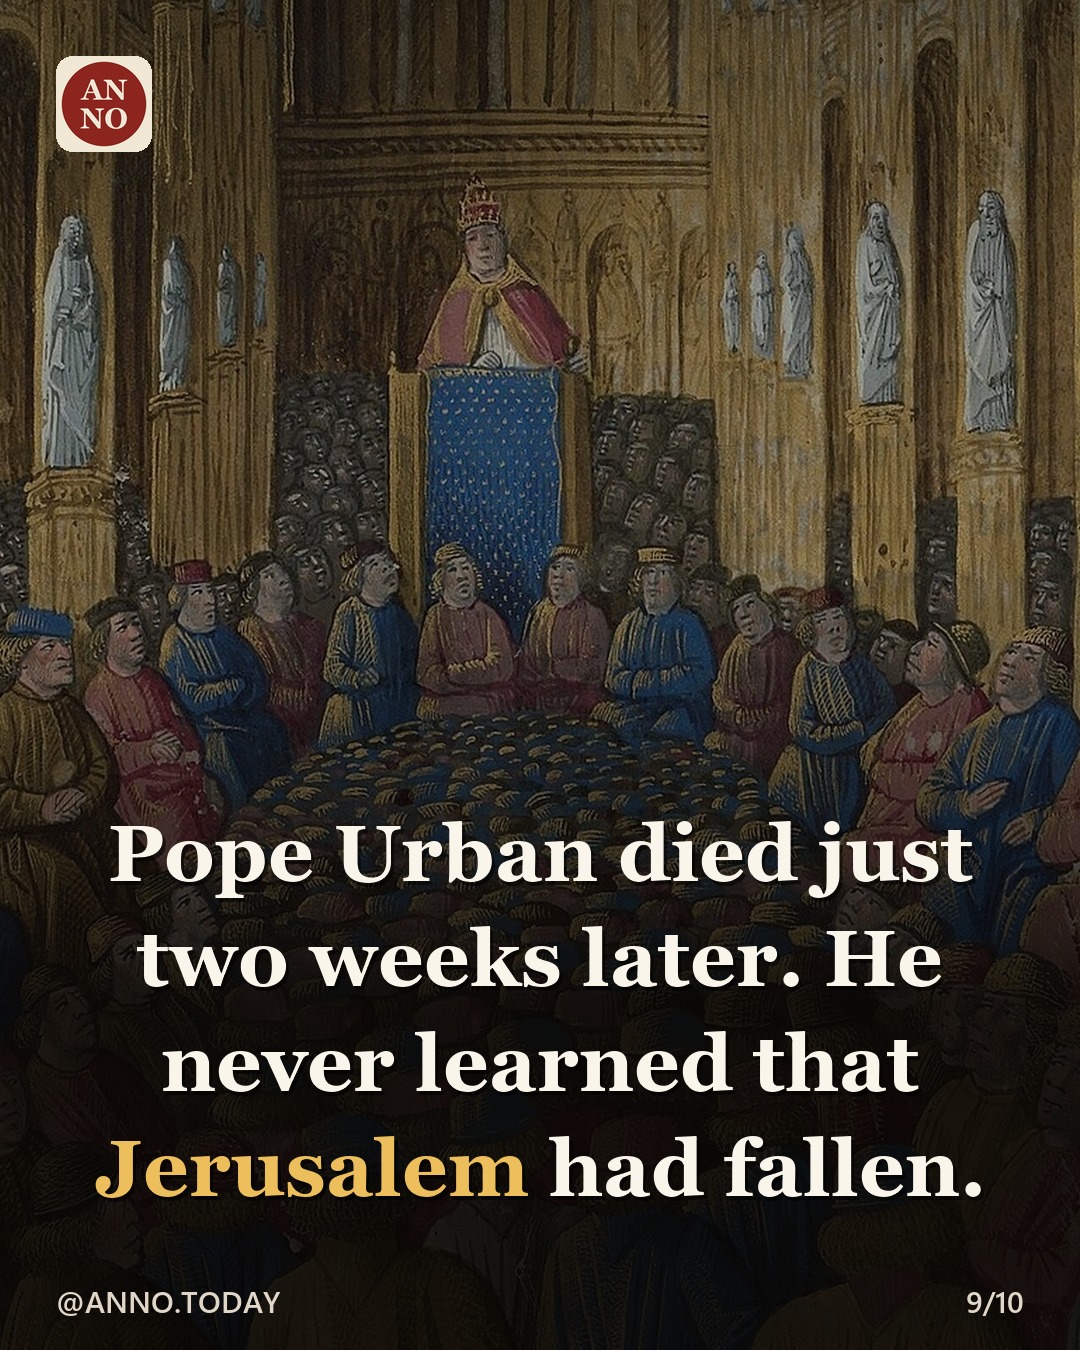 AN
NO
Pope Urban died just
two weeks later. He
never learned that
Jerusalem had fallen.
@ANNO.TODAY
9/10